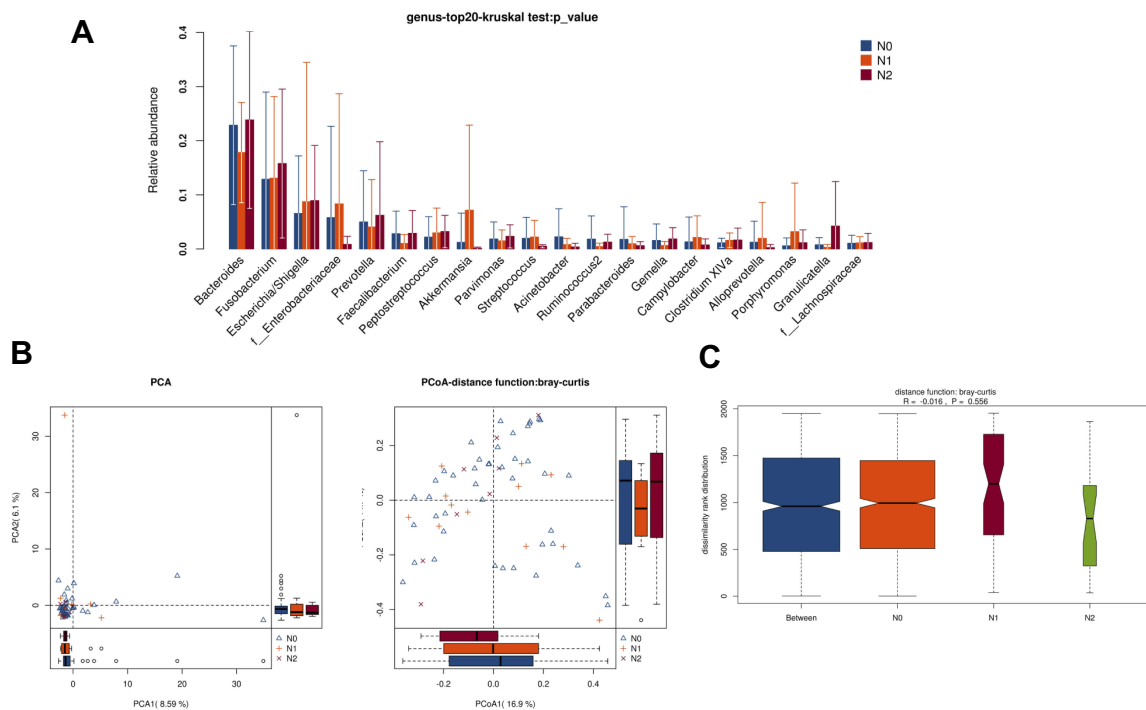 A
genus-top20-kruskal test:p_value
Relative abundance
0.4
0.3
0.2
0.1
0.0
N0
N1
N2
Bacteroides
Fusobacterium
Escherichia/Shigella
f__Enterobacteriaceae
Prevotella
Faecalibacterium
Peptostreptococcus
Akkermansia
Parvimonas
Streptococcus
Acinetobacter
Ruminococcus2
Parabacteroides
Gemella
Campylobacter
Clostridium XIVa
Alloprevotella
Porphyromonas
Granulicatella
f__Lachnospiraceae
B
PCA
PCA2( 6.1 %)
30
20
10
0
0
10
20
30
PCA1( 8.59 %)
N0
N1
N2
PCoA-distance function:bray-curtis
0.2
0.0
-0.2
-0.4
-0.4
-0.2
0.0
0.2
0.4
PCoA1( 16.9 %)
N0
N1
N2
C
distance function: bray-curtis
R = -0.016 , P = 0.556
dissimilarity rank distribution
2000
1500
1000
500
0
Between
N0
N1
N2